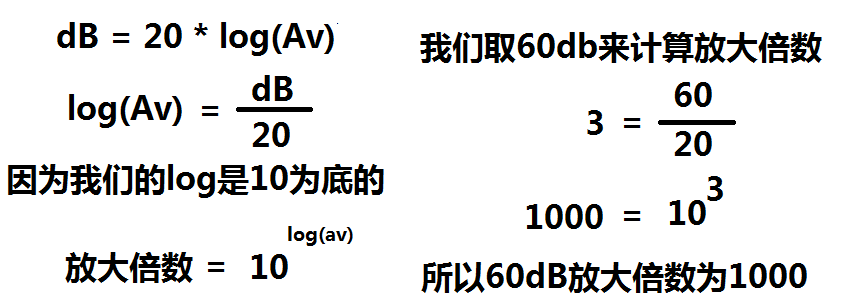 dB = 20 * log(Av)
log(Av) = dB
20
因为我们的log是10为底的
放大倍数 = 10 log(av)
我们取60db来计算放大倍数
3 = 60
20
1000 = 10 3
所以60dB放大倍数为1000